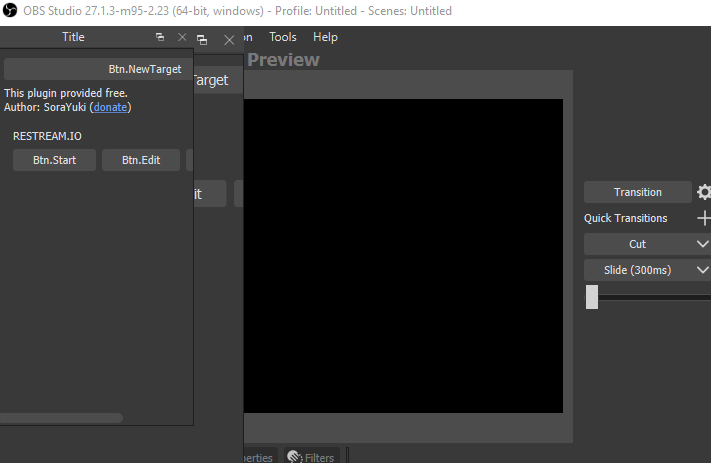 OBS Studio 27.1.3-m95-2.23 (64-bit, windows) - Profile: Untitled - Scenes: Untitled
Title
on Tools Help
Preview
Btn.NewTarget
Target
This plugin provided free.
Author: SoraYuki (donate)
RESTREAM.IO
Btn.Start Btn.Edit
it
Transition
Quick Transitions
Cut
Slide (300ms)
perties Filters